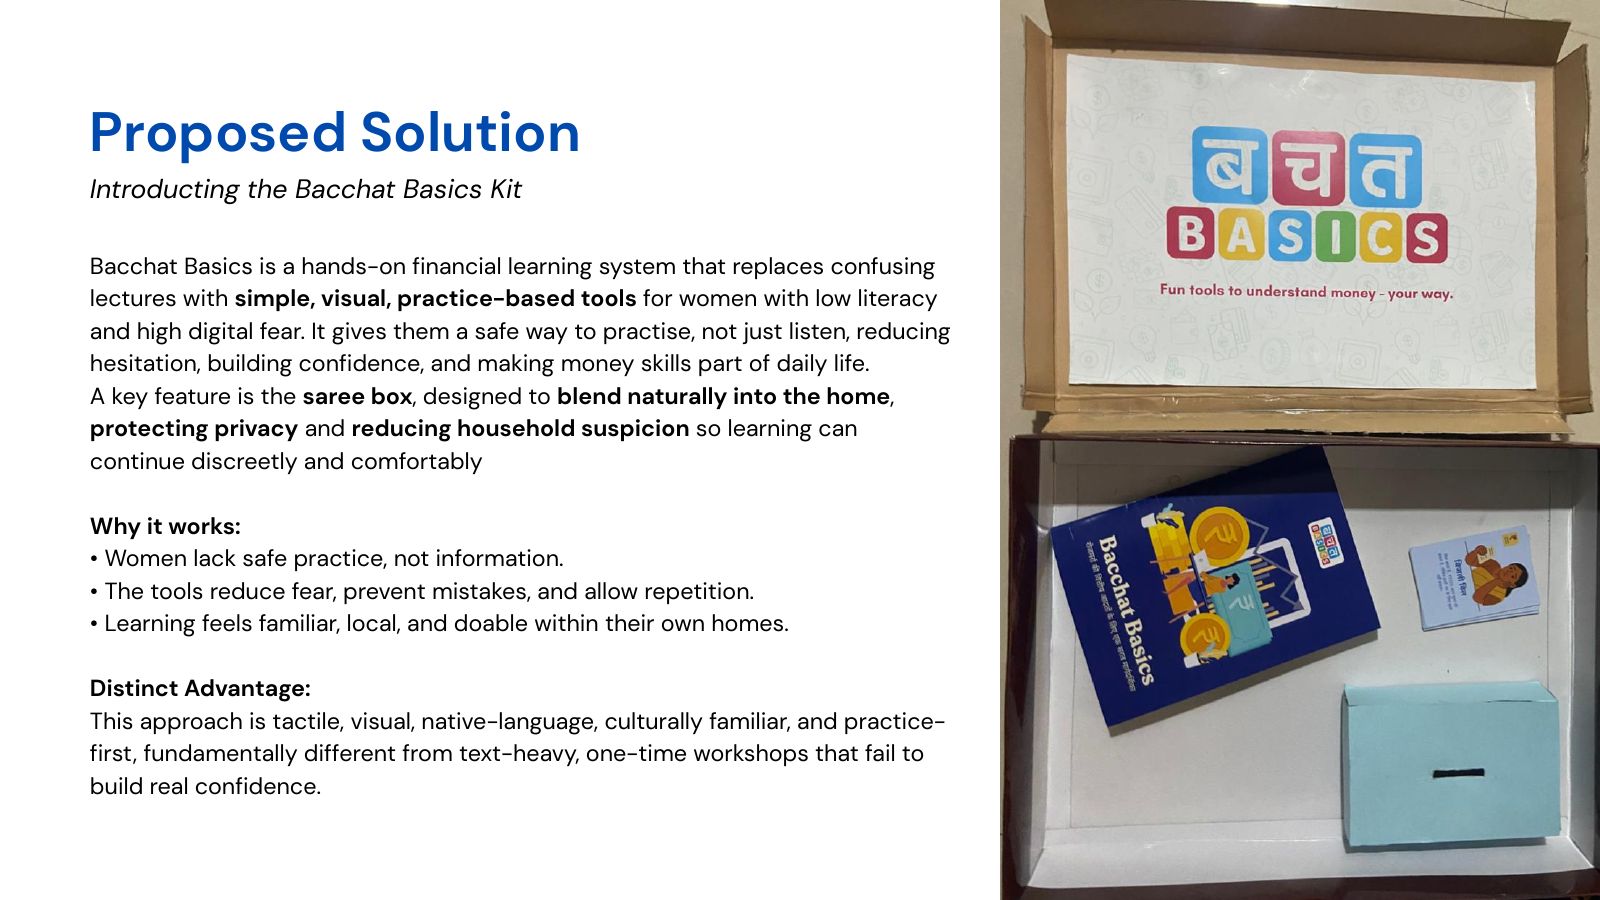 Proposed Solution
Introducting the Bacchat Basics Kit
Bacchat Basics is a hands-on financial learning system that replaces confusing
lectures with simple, visual, practice-based tools for women with low literacy
and high digital fear. It gives them a safe way to practise, not just listen, reducing
hesitation, building confidence, and making money skills part of daily life.
A key feature is the saree box, designed to blend naturally into the home,
protecting privacy and reducing household suspicion so learning can
continue discreetly and comfortably
Why it works:
• Women lack safe practice, not information.
• The tools reduce fear, prevent mistakes, and allow repetition.
• Learning feels familiar, local, and doable within their own homes.
Distinct Advantage:
This approach is tactile, visual, native-language, culturally familiar, and practice-
first, fundamentally different from text-heavy, one-time workshops that fail to
build real confidence.
बचत
BASICS
Fun tools to understand money - your way.
बचत
BASICS
Bacchat Basics